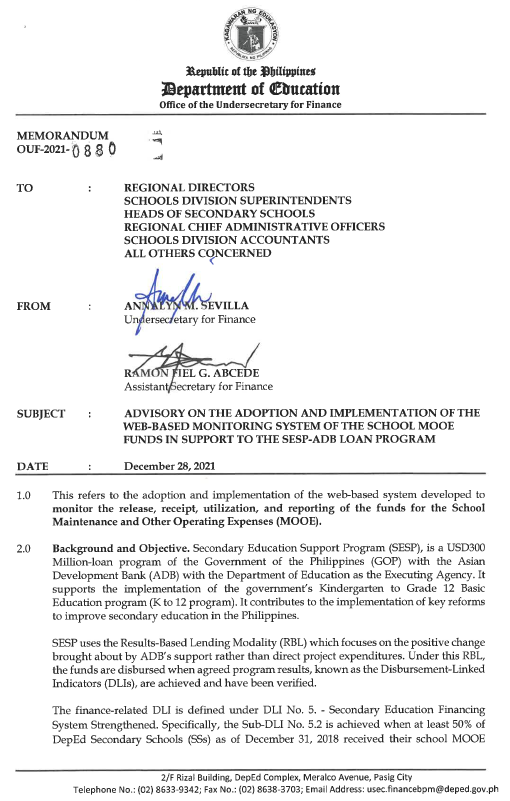 KAGAWARAN NG EDUKASYON
REPUBLIKA NG PILIPINAS
Republic of the Philippines
Department of Education
Office of the Undersecretary for Finance
MEMORANDUM
OUF-2021-0880
TO : REGIONAL DIRECTORS
SCHOOLS DIVISION SUPERINTENDENTS
HEADS OF SECONDARY SCHOOLS
REGIONAL CHIEF ADMINISTRATIVE OFFICERS
SCHOOLS DIVISION ACCOUNTANTS
ALL OTHERS CONCERNED
FROM : ANNALYN M. SEVILLA
Undersecretary for Finance
RAMON FIEL G. ABCEDE
Assistant Secretary for Finance
SUBJECT : ADVISORY ON THE ADOPTION AND IMPLEMENTATION OF THE
WEB-BASED MONITORING SYSTEM OF THE SCHOOL MOOE
FUNDS IN SUPPORT TO THE SESP-ADB LOAN PROGRAM
DATE : December 28, 2021
1.0 This refers to the adoption and implementation of the web-based system developed to
monitor the release, receipt, utilization, and reporting of the funds for the School
Maintenance and Other Operating Expenses (MOOE).
2.0 Background and Objective. Secondary Education Support Program (SESP), is a USD300
Million-loan program of the Government of the Philippines (GOP) with the Asian
Development Bank (ADB) with the Department of Education as the Executing Agency. It
supports the implementation of the government's Kindergarten to Grade 12 Basic
Education program (K to 12 program). It contributes to the implementation of key reforms
to improve secondary education in the Philippines.
SESP uses the Results-Based Lending Modality (RBL) which focuses on the positive change
brought about by ADB's support rather than direct project expenditures. Under this RBL,
the funds are disbursed when agreed program results, known as the Disbursement-Linked
Indicators (DLIs), are achieved and have been verified.
The finance-related DLI is defined under DLI No. 5. - Secondary Education Financing
System Strengthened. Specifically, the Sub-DLI No. 5.2 is achieved when at least 50% of
DepEd Secondary Schools (SSs) as of December 31, 2018 received their school MOOE
2/F Rizal Building, DepEd Complex, Meralco Avenue, Pasig City
Telephone No.: (02) 8633-9342; Fax No.: (02) 8638-3703; Email Address: usec.financebpm@deped.gov.ph